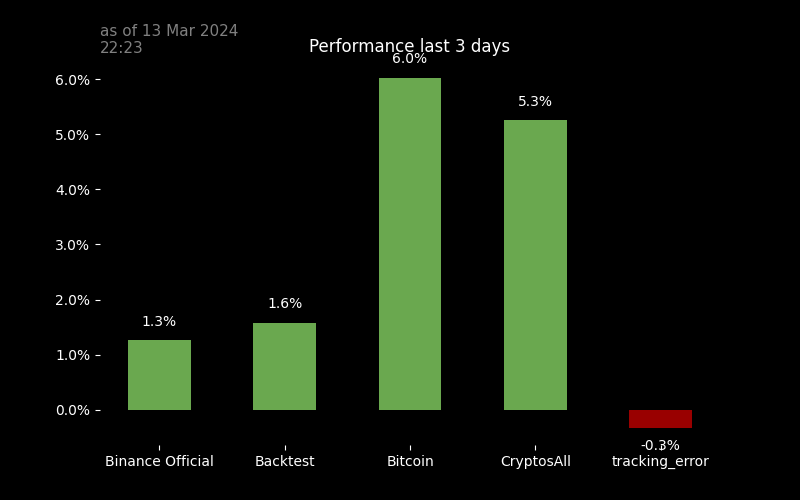 as of 13 Mar 2024
22:23
Performance last 3 days
6.0%
6.0%
5.3%
5.0%
4.0%
3.0%
2.0%
1.6%
1.3%
1.0%
0.0%
-0.3%
Binance Official
Backtest
Bitcoin
CryptosAll
tracking_error